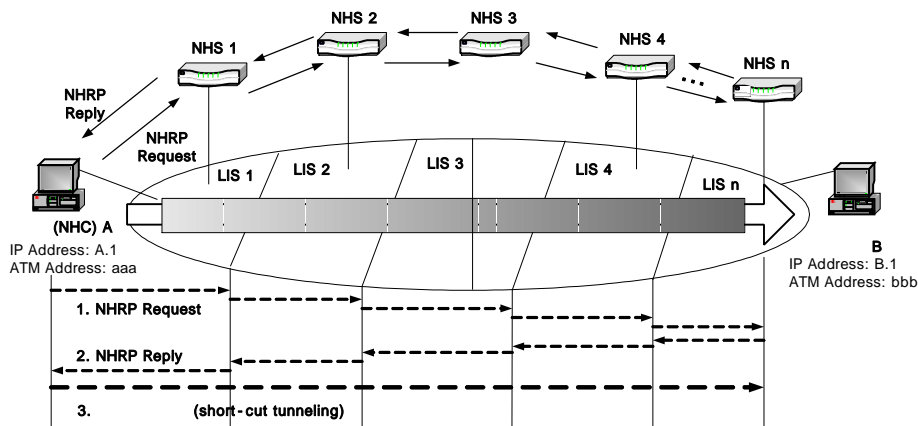 NHS 1
NHS 2
NHS 3
NHS 4
NHS n
NHRP
Reply
NHRP
Request
LIS 1
LIS 2
LIS 3
LIS 4
LIS n
(NHC) A
IP Address: A.1
ATM Address: aaa
B
IP Address: B.1
ATM Address: bbb
1. NHRP Request
2. NHRP Reply
3. (short-cut tunneling)